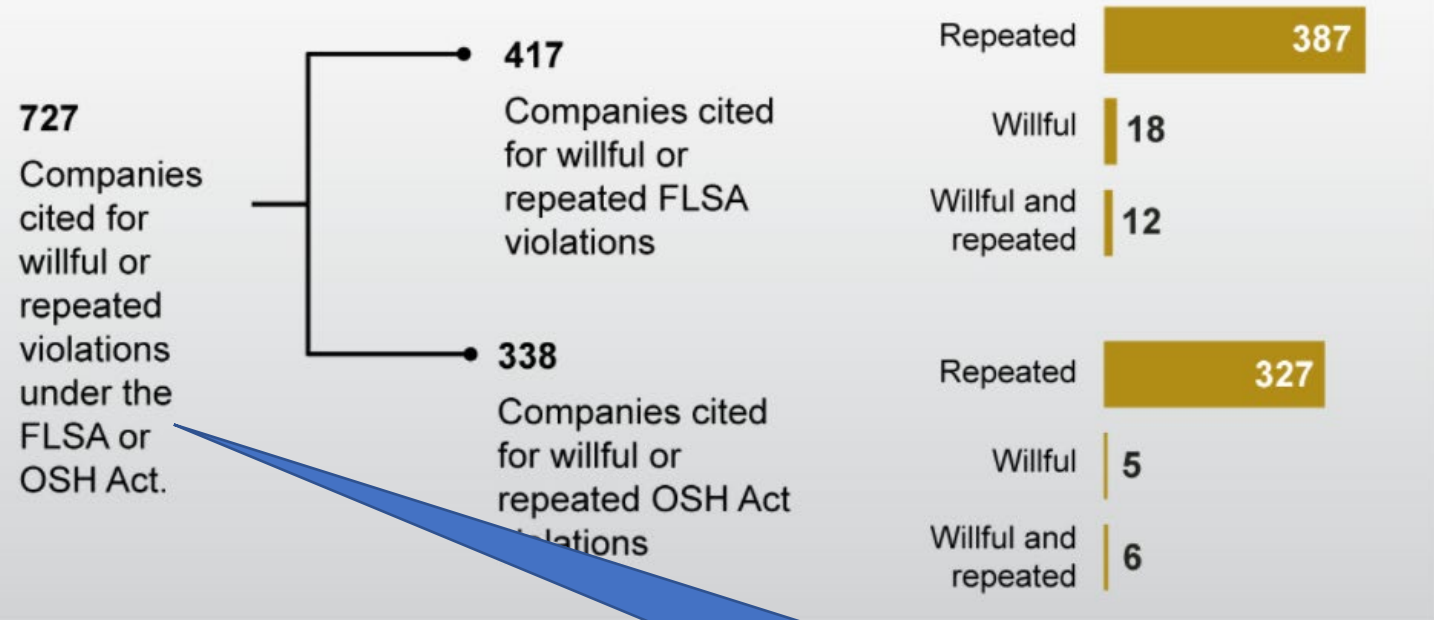 727
Companies
cited for
willful or
repeated
violations
under the
FLSA or
OSH Act.
417
Companies cited
for willful or
repeated FLSA
violations
Repeated 387
Willful 18
Willful and
repeated 12
338
Companies cited
for willful or
repeated OSH Act
violations
Repeated 327
Willful 5
Willful and
repeated 6